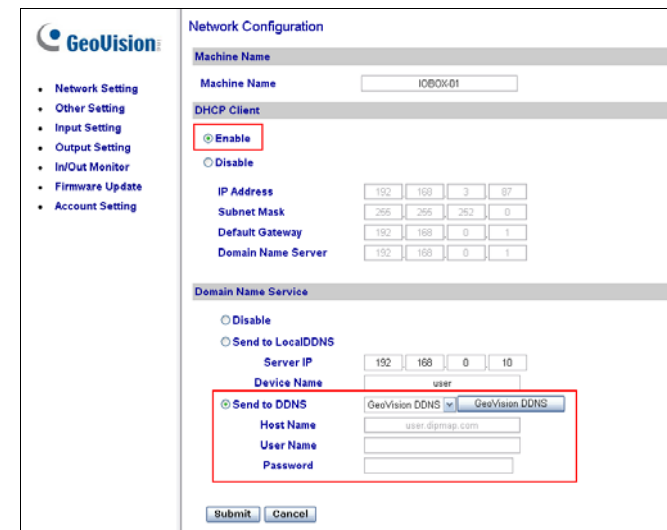 GeoVision
Network Setting
Other Setting
Input Setting
Output Setting
In/Out Monitor
Firmware Update
Account Setting
Network Configuration
Machine Name
Machine Name IOBOX-01
DHCP Client
Enable
Disable
IP Address 192 . 168 . 3 . 87
Subnet Mask 255 . 255 . 252 . 0
Default Gateway 192 . 168 . 0 . 1
Domain Name Server 192 . 168 . 0 . 1
Domain Name Service
Disable
Send to LocalDDNS
Server IP 192 . 168 . 0 . 10
Device Name user
Send to DDNS GeoVision DDNS GeoVision DDNS
Host Name user.dipmap.com
User Name
Password
Submit Cancel